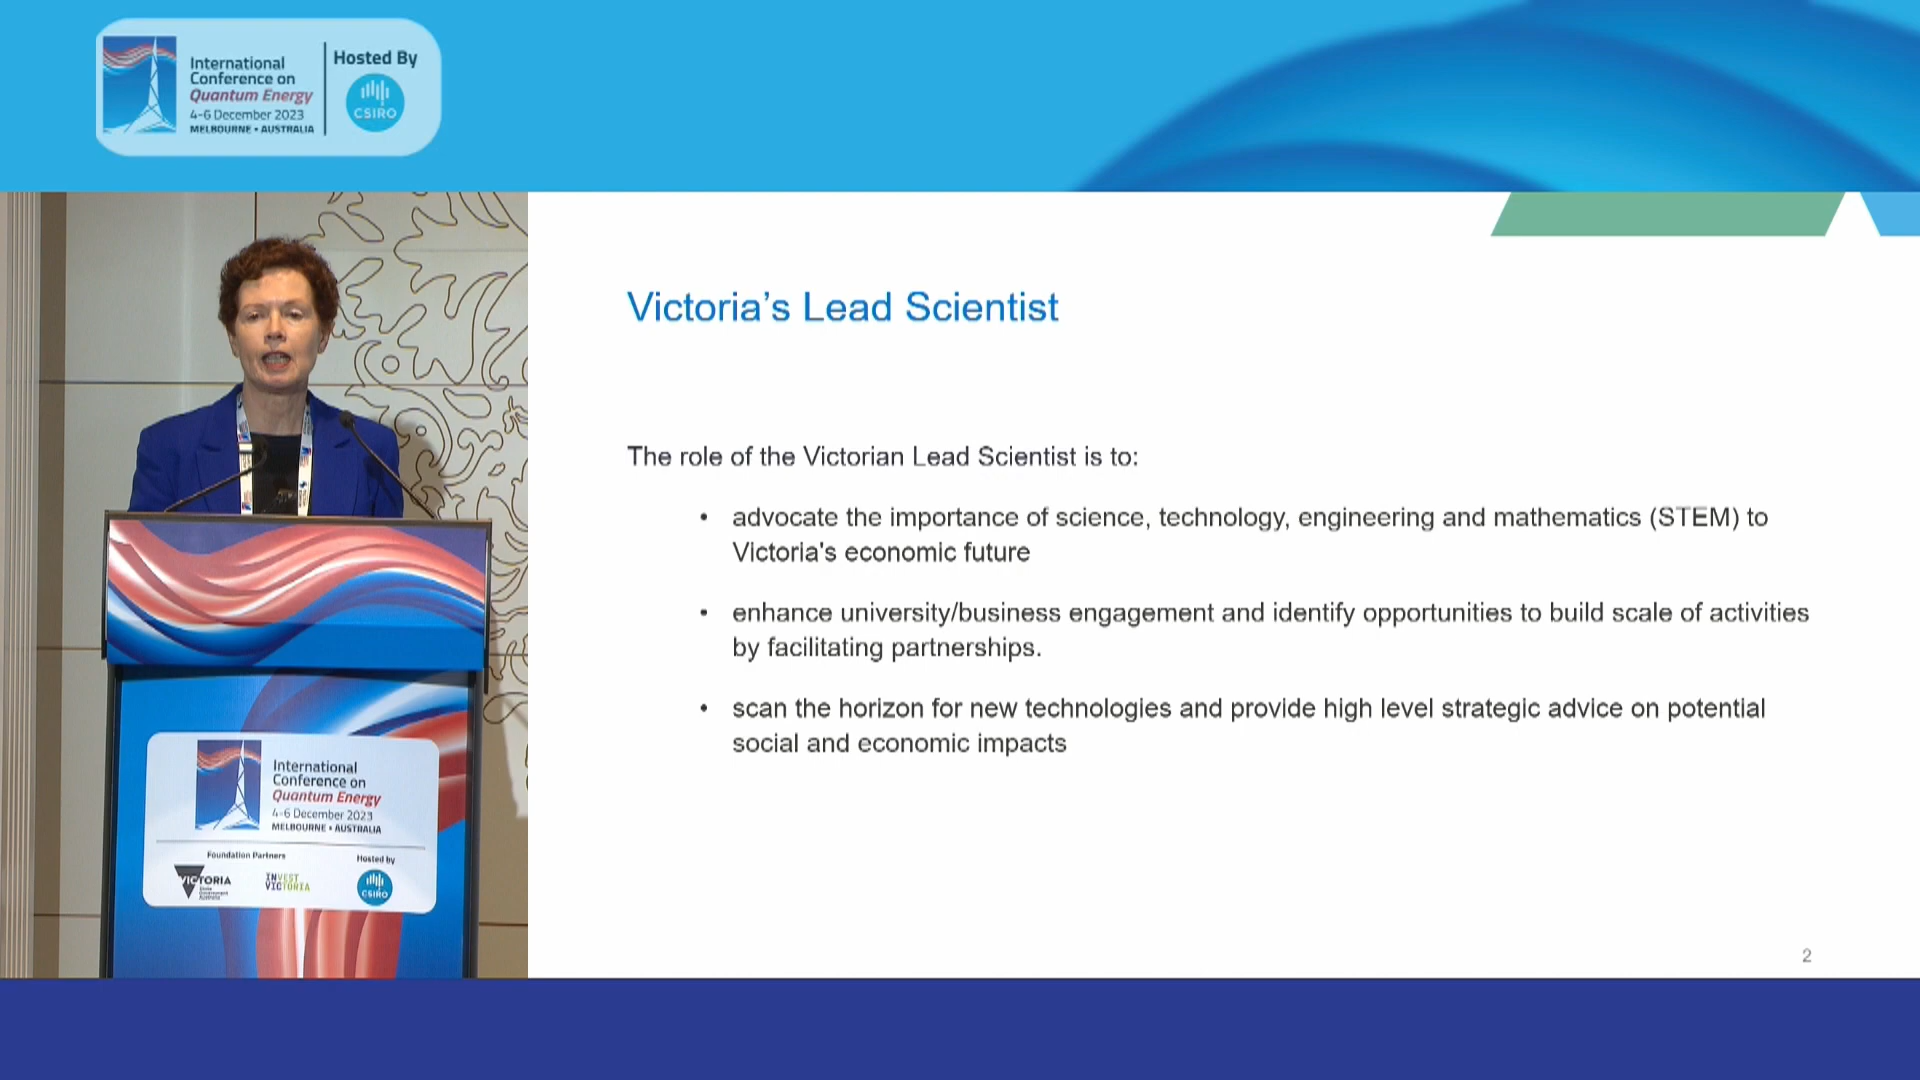 International
Conference on
Quantum Energy
4-6 December 2023
MELBOURNE • AUSTRALIA
Hosted By
CSIRO
Victoria's Lead Scientist
The role of the Victorian Lead Scientist is to:
• advocate the importance of science, technology, engineering and mathematics (STEM) to
Victoria's economic future
• enhance university/business engagement and identify opportunities to build scale of activities
by facilitating partnerships.
• scan the horizon for new technologies and provide high level strategic advice on potential
social and economic impacts
2
International
Conference on
Quantum Energy
4-6 December 2023
MELBOURNE • AUSTRALIA
Foundation Partners
Hosted by
VICTORIA
State
Government
INVEST
VICTORIA
CSIRO